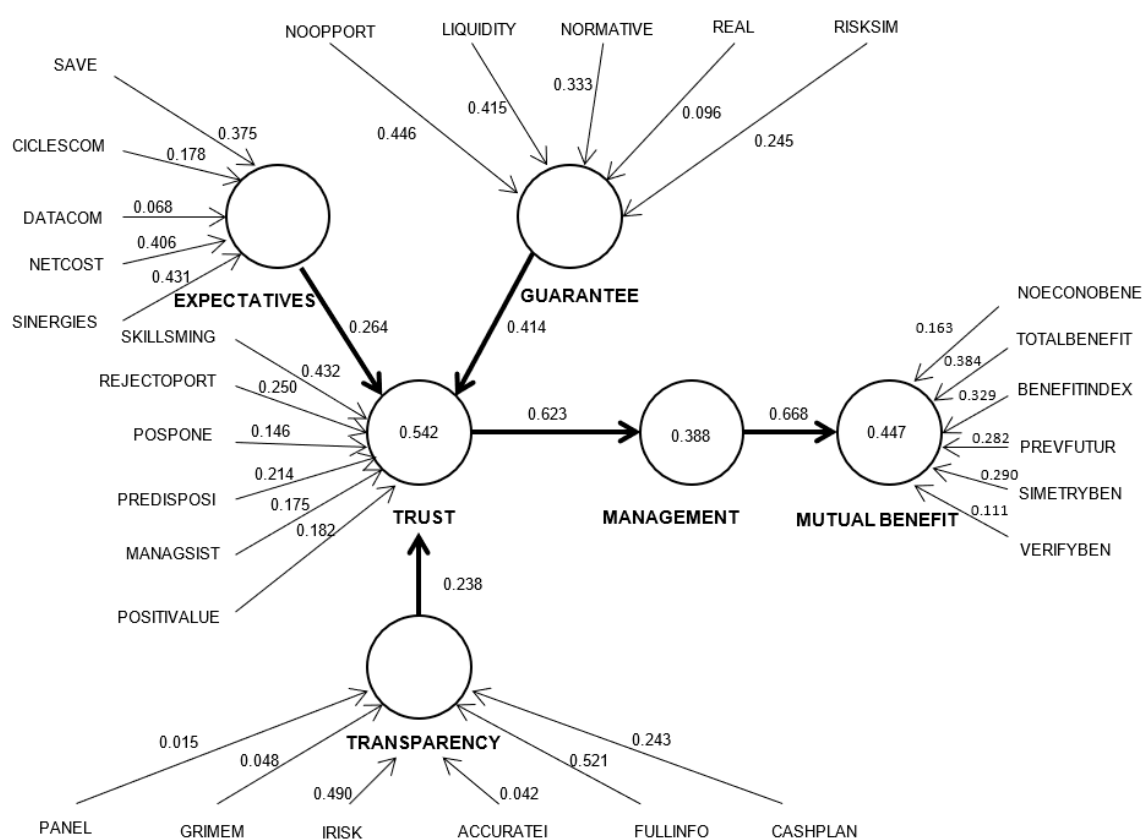 NOOPPORT
LIQUIDITY
NORMATIVE
REAL
RISKSIM
SAVE
0.375
CICLESCOM
0.178
DATACOM
0.068
NETCOST
0.406
SINERGIES
0.431
0.446
0.415
0.333
0.096
0.245
EXPECTATIVES
GUARANTEE
0.264
0.414
SKILLSMING
0.432
REJECTOPORT
0.250
POSPONE
0.146
PREDISPOSI
0.214
MANAGSIST
0.175
POSITIVALUE
0.182
0.542
TRUST
0.623
0.388
MANAGEMENT
0.668
0.447
MUTUAL BENEFIT
NOECONOBENE
0.163
TOTALBENEFIT
0.384
BENEFITINDEX
0.329
PREVFUTUR
0.282
SIMETRYBEN
0.290
VERIFYBEN
0.111
0.238
TRANSPARENCY
0.015
0.048
0.490
0.042
0.521
0.243
PANEL
GRIMEM
IRISK
ACCURATEI
FULLINFO
CASHPLAN